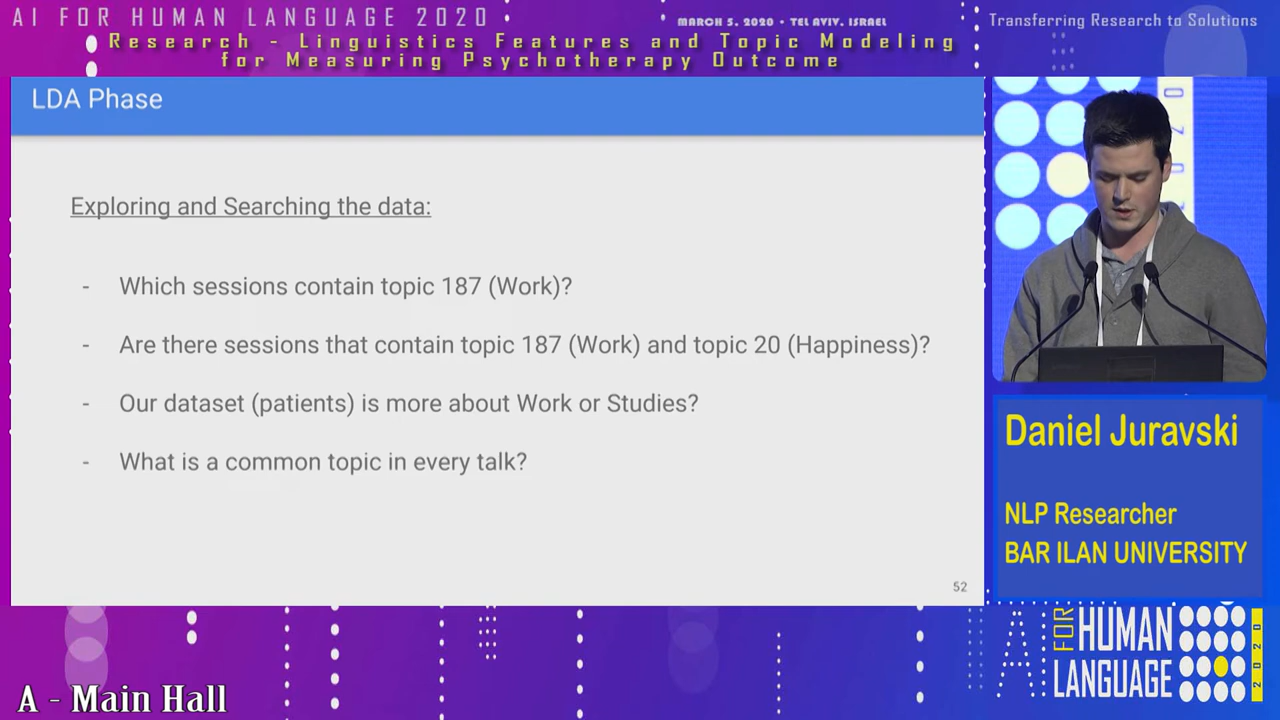 AI FOR HUMAN LANGUAGE 2020
MARCH 5, 2020 • TEL AVIV, ISRAEL
Transferring Research to Solutions
Research - Linguistics Features and Topic Modeling
for Measuring Psychotherapy Outcome
LDA Phase
Exploring and Searching the data:
- Which sessions contain topic 187 (Work)?
- Are there sessions that contain topic 187 (Work) and topic 20 (Happiness)?
- Our dataset (patients) is more about Work or Studies?
- What is a common topic in every talk?
52
Daniel Juravski
NLP Researcher
BAR ILAN UNIVERSITY
AI FOR HUMAN
LANGUAGE
2020
A - Main Hall